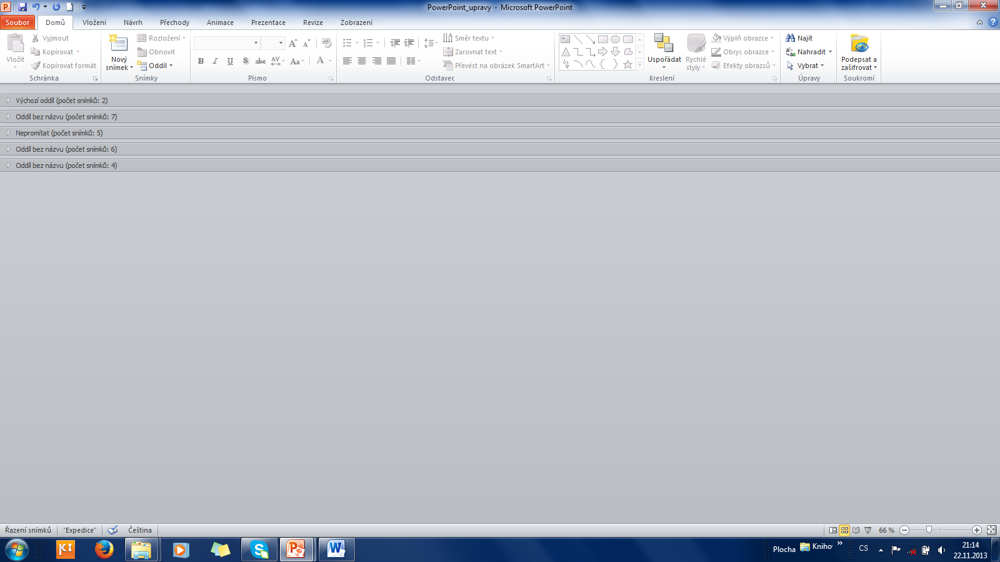 PowerPoint_upravy - Microsoft PowerPoint
Soubor Domů Vložení Návrh Přechody Animace Prezentace Revize Zobrazení
Vložit
Vyjmout
Kopírovat
Kopírovat formát
Schránka
Nový
snímek
Rozložení
Obnovit
Oddíl
Snímky
B I U S abc AV Aa A
Písmo
Směr textu
Zarovnat text
Převést na obrázek SmartArt
Odstavec
Uspořádat
Rychlé
styly
Výplň obrazce
Obrys obrazce
Efekty obrazců
Kreslení
Najít
Nahradit
Vybrat
Úpravy
Podepsat a
zašifrovat
Soukromí
Výchozí oddíl (počet snímků: 2)
Oddíl bez názvu (počet snímků: 7)
Nepromítat (počet snímků: 5)
Oddíl bez názvu (počet snímků: 6)
Oddíl bez názvu (počet snímků: 4)
Řazení snímků "Expedice" Čeština 66 %
Plocha Knihov CS 21:14
22.11.2013